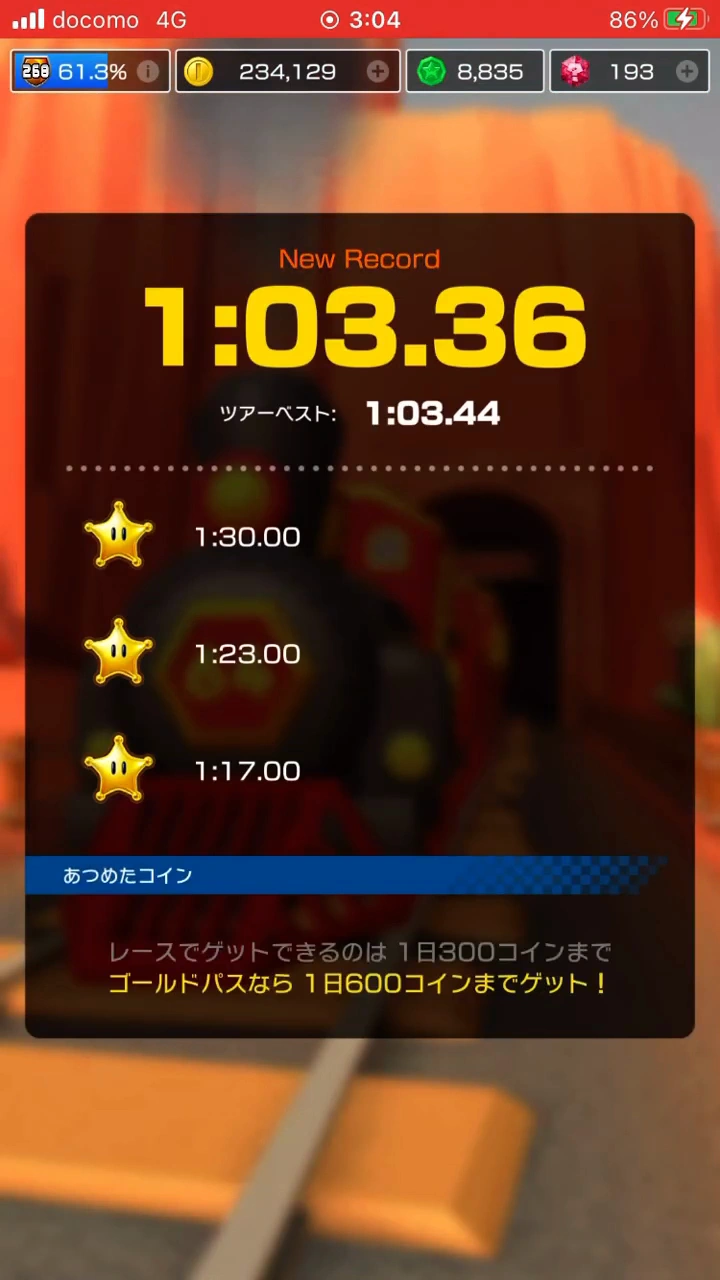 docomo 4G 3:04 86%
268 61.3% i 234,129 + 8,835 193 +
New Record
1:03.36
ツアーベスト: 1:03.44
1:30.00
1:23.00
1:17.00
あつめたコイン
レースでゲットできるのは 1日300コインまで
ゴールドパスなら 1日600コインまでゲット!